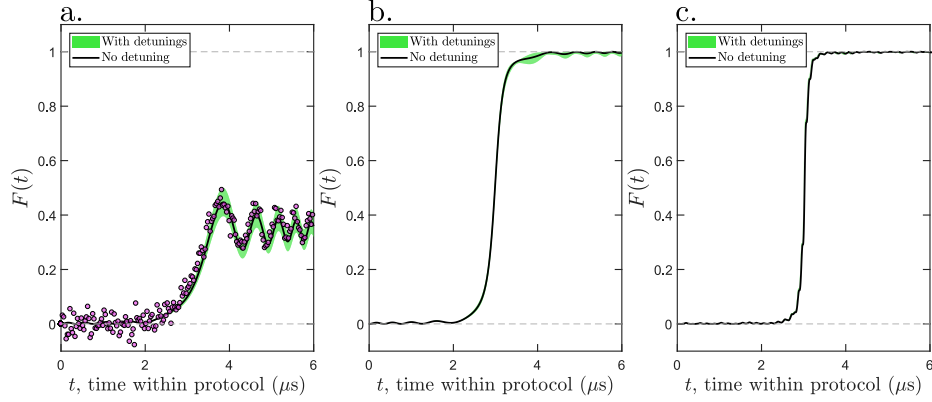 a.
With detunings
No detuning
1
0.8
0.6
0.4
0.2
0
F(t)
0 2 4 6
t, time within protocol (μs)
b.
With detunings
No detuning
1
0.8
0.6
0.4
0.2
0
F(t)
0 2 4 6
t, time within protocol (μs)
c.
With detunings
No detuning
1
0.8
0.6
0.4
0.2
0
F(t)
0 2 4 6
t, time within protocol (μs)